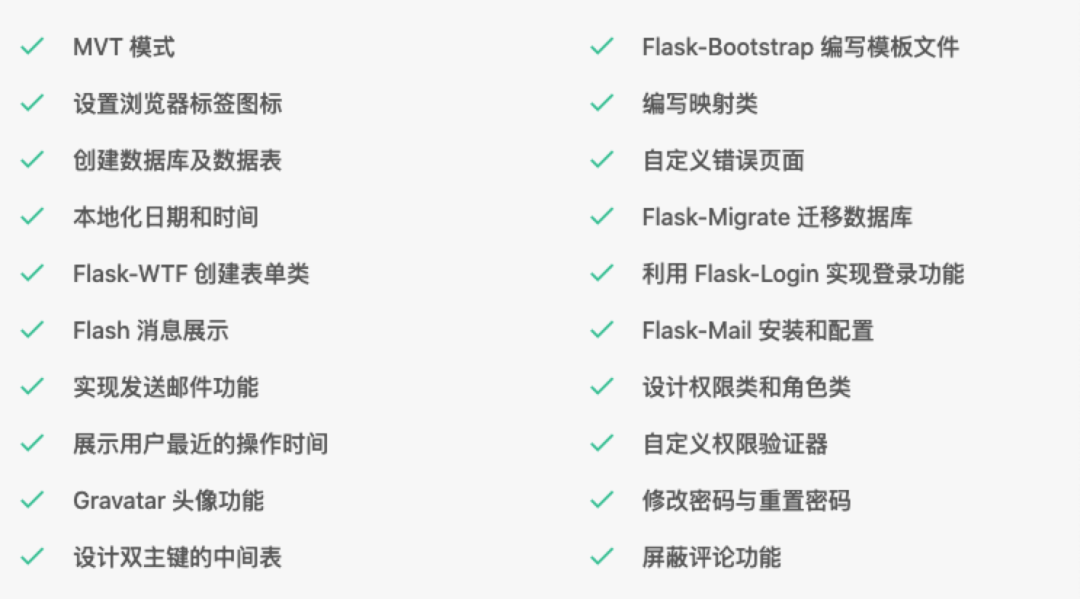 MVT 模式
Flask-Bootstrap 编写模板文件
设置浏览器标签图标
编写映射类
创建数据库及数据表
自定义错误页面
本地化日期和时间
Flask-Migrate 迁移数据库
Flask-WTF 创建表单类
利用 Flask-Login 实现登录功能
Flash 消息展示
Flask-Mail 安装和配置
实现发送邮件功能
设计权限类和角色类
展示用户最近的操作时间
自定义权限验证器
Gravatar 头像功能
修改密码与重置密码
设计双主键的中间表
屏蔽评论功能